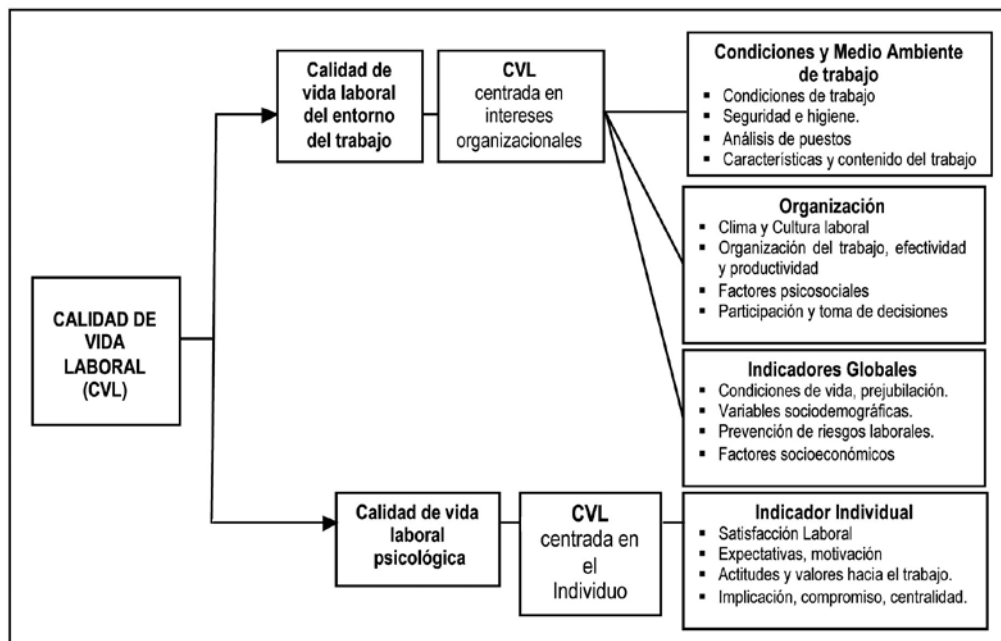 CALIDAD DE
VIDA
LABORAL
(CVL)
Calidad de
vida laboral
del entorno
del trabajo
CVL
centrada en
intereses
organizacionales
Condiciones y Medio Ambiente
de trabajo
▪ Condiciones de trabajo
▪ Seguridad e higiene.
▪ Análisis de puestos
▪ Características y contenido del trabajo
Organización
▪ Clima y Cultura laboral
▪ Organización del trabajo, efectividad
y productividad
▪ Factores psicosociales
▪ Participación y toma de decisiones
Indicadores Globales
▪ Condiciones de vida, prejubilación.
▪ Variables sociodemográficas.
▪ Prevención de riesgos laborales.
▪ Factores socioeconómicos
Calidad de vida
laboral
psicológica
CVL
centrada en
el
Individuo
Indicador Individual
▪ Satisfacción Laboral
▪ Expectativas, motivación
▪ Actitudes y valores hacia el trabajo.
▪ Implicación, compromiso, centralidad.